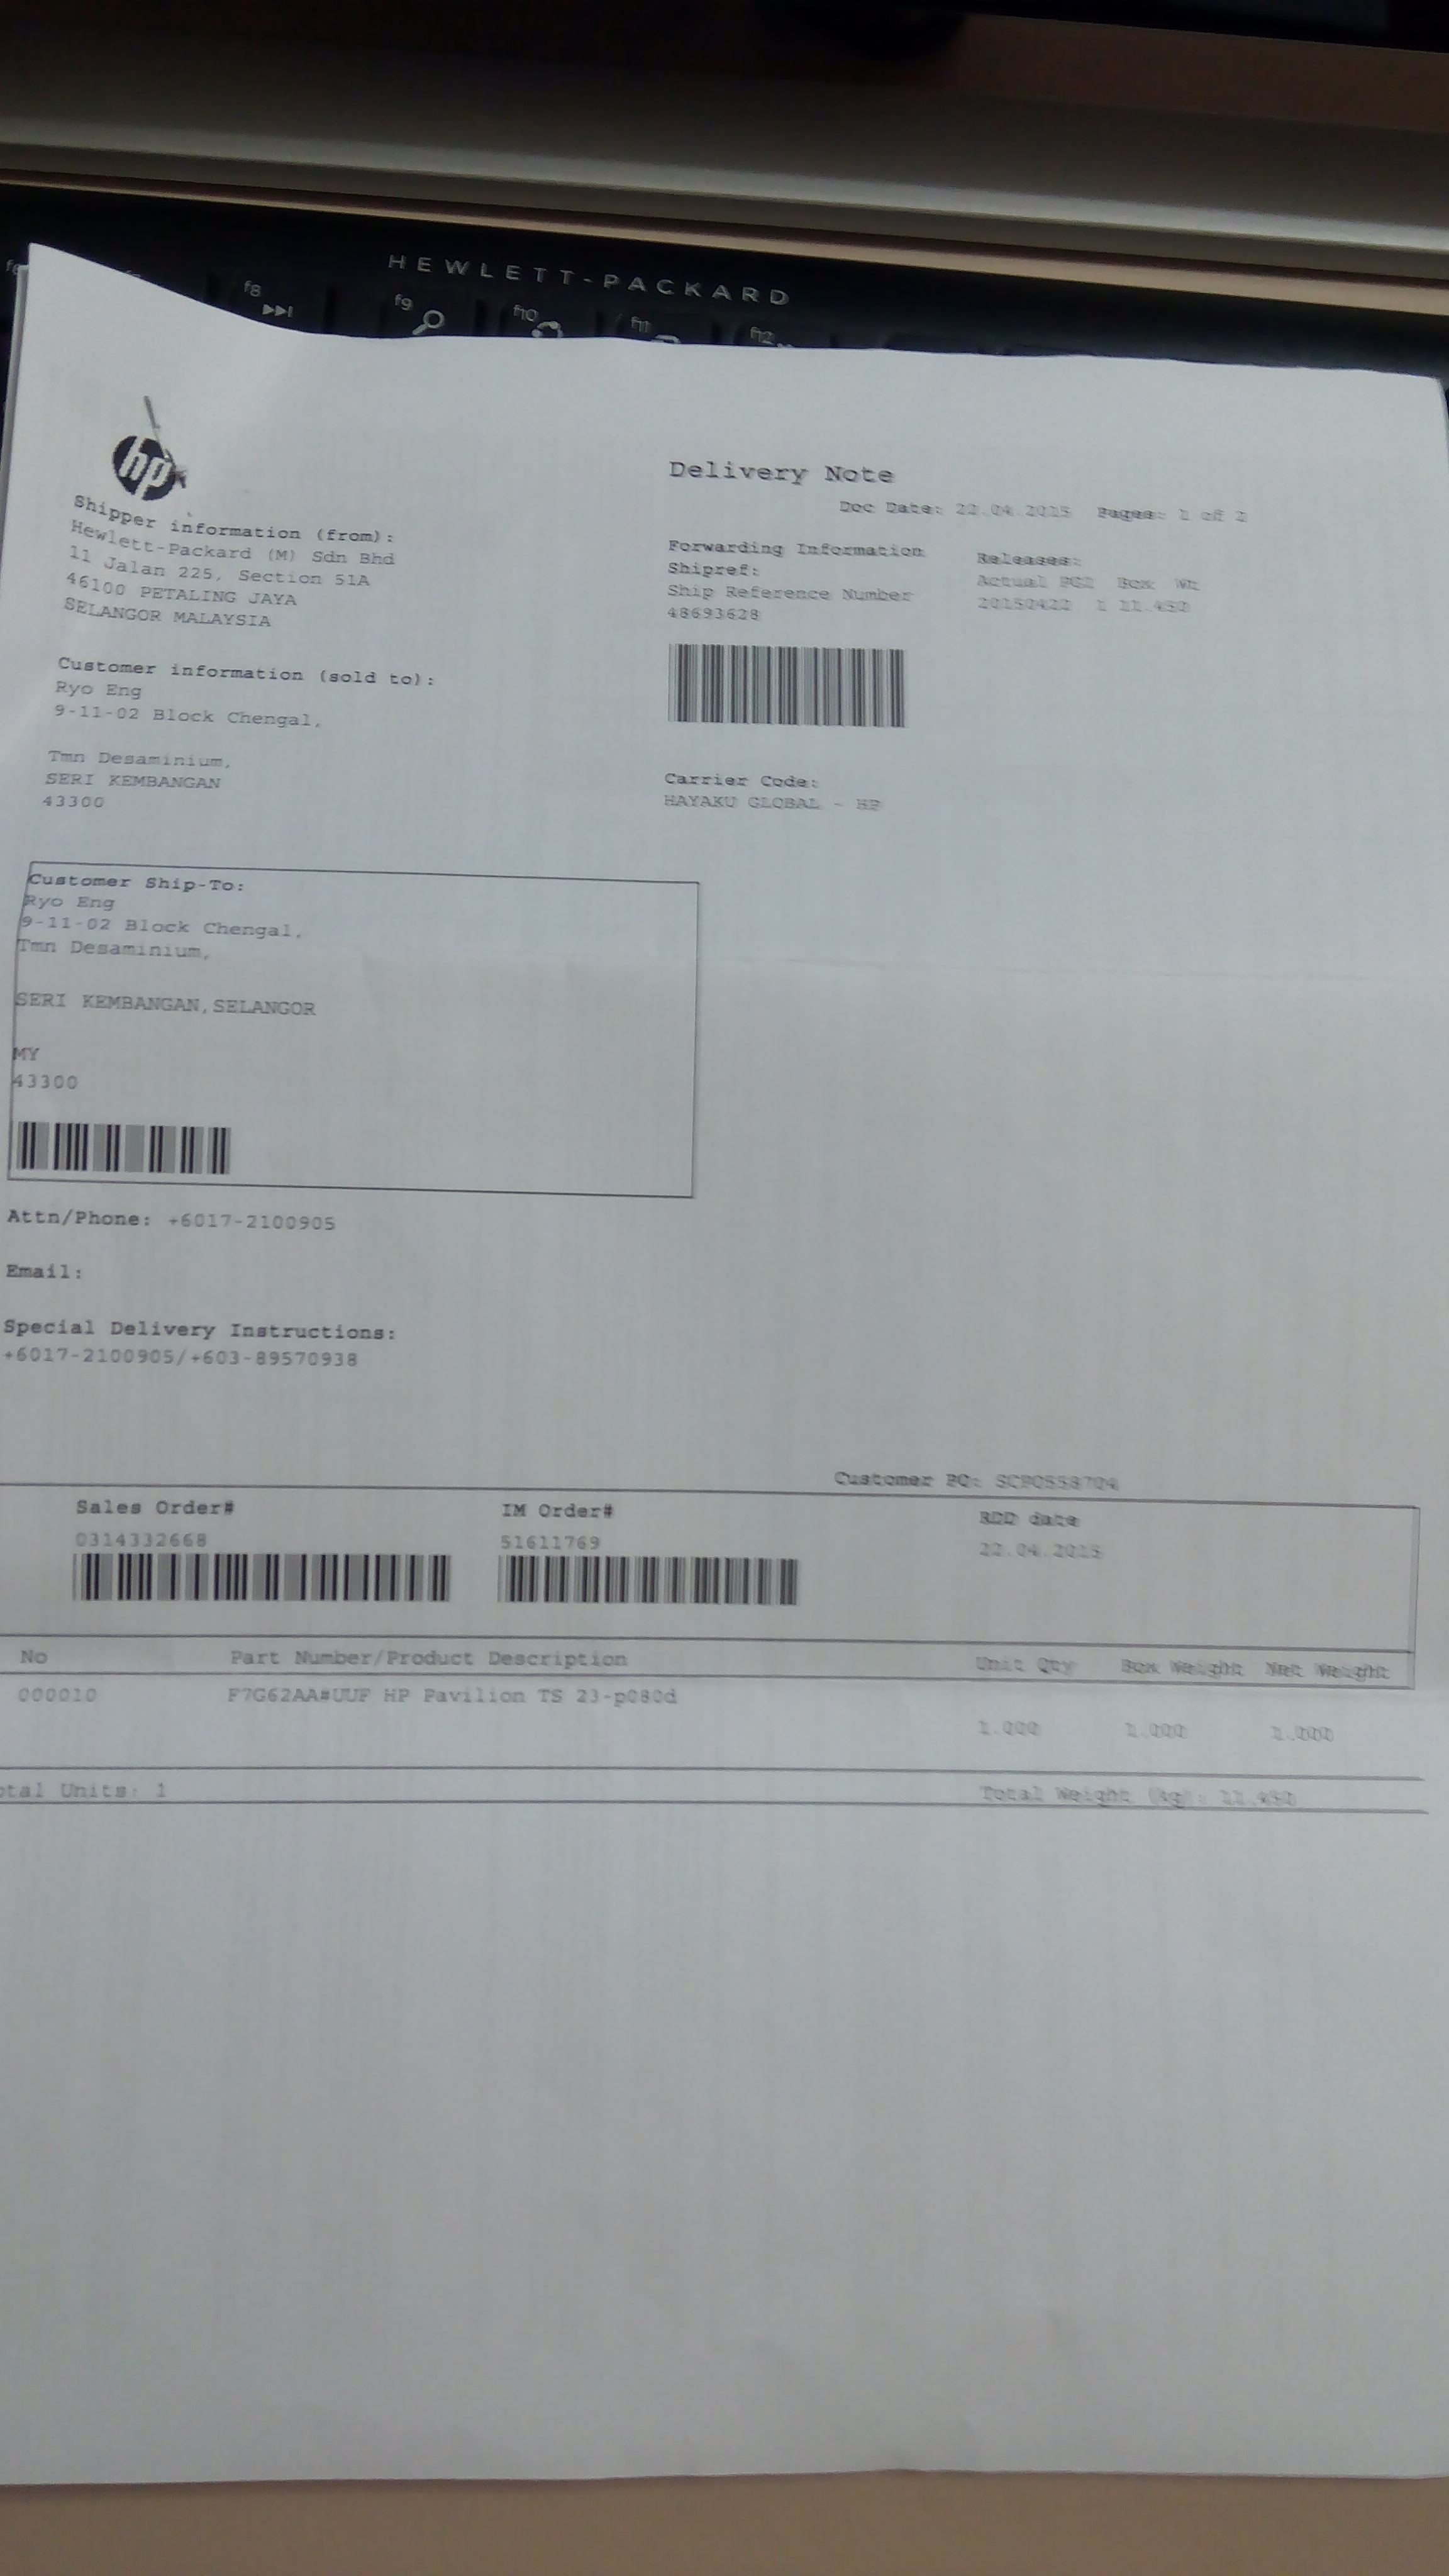 HEWLETT-PACKARD
f8
f9
f10
f11
f12
hp
Shipper information (from):
Hewlett-Packard (M) Sdn Bhd
11 Jalan 225, Section 51A
46100 PETALING JAYA
SELANGOR MALAYSIA
Customer information (sold to):
Ryo Eng
9-11-02 Block Chengal,
Tmn Desaminium,
SERI KEMBANGAN
43300
Delivery Note
Doc Date: 22.04.2015 Pages: 1 of
Forwarding Information
Shipref:
Ship Reference Number
48693628
Releases:
Actual PGI Box Wt
20150422 1 11.450
Carrier Code:
HAYAKU GLOBAL - HP
Customer Ship-To:
Ryo Eng
9-11-02 Block Chengal,
Tmn Desaminium,
SERI KEMBANGAN,SELANGOR
MY
43300
Attn/Phone: +6017-2100905
Email:
Special Delivery Instructions:
+6017-2100905/+603-89570938
Customer PO:
Sales Order# IM Order# RDD date
0314332668 51611769 22.04.2015
No Part Number/Product Description Unit Qty Box Weight Net Weight
000010 F7G62AA#UUF HP Pavilion TS 23-p080d
1.000 1.000 1.000
otal Units: 1 Total Weight (kg): 11.450